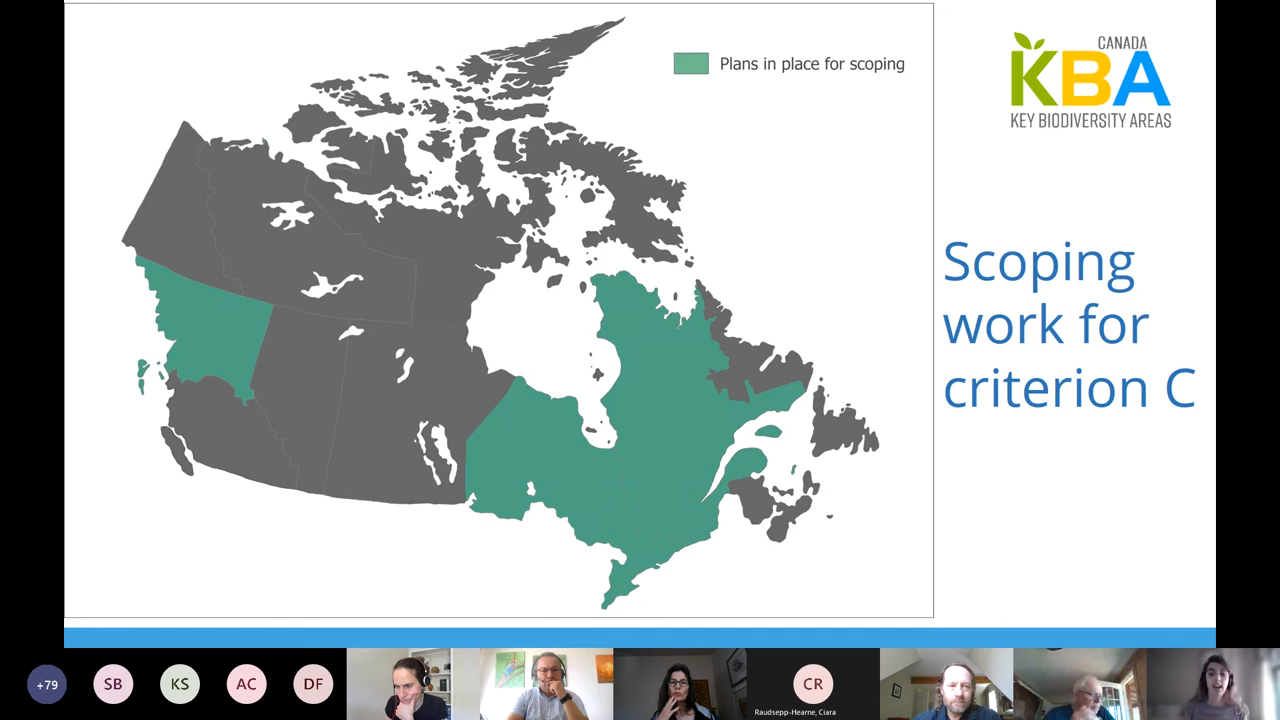 Plans in place for scoping
CANADA
KBA
KEY BIODIVERSITY AREAS
Scoping
work for
criterion C
+79
SB
KS
AC
DF
CR
Raudsepp-Hearne, Ciara